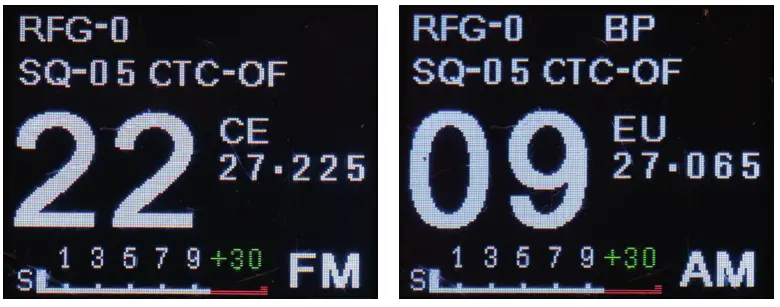 RFG-0
SQ-05 CTC-OF
22
CE
27.225
1 3 5 7 9 +30
S
FM
RFG-0 BP
SQ-05 CTC-OF
09
EU
27.065
1 3 5 7 9 +30
S
AM